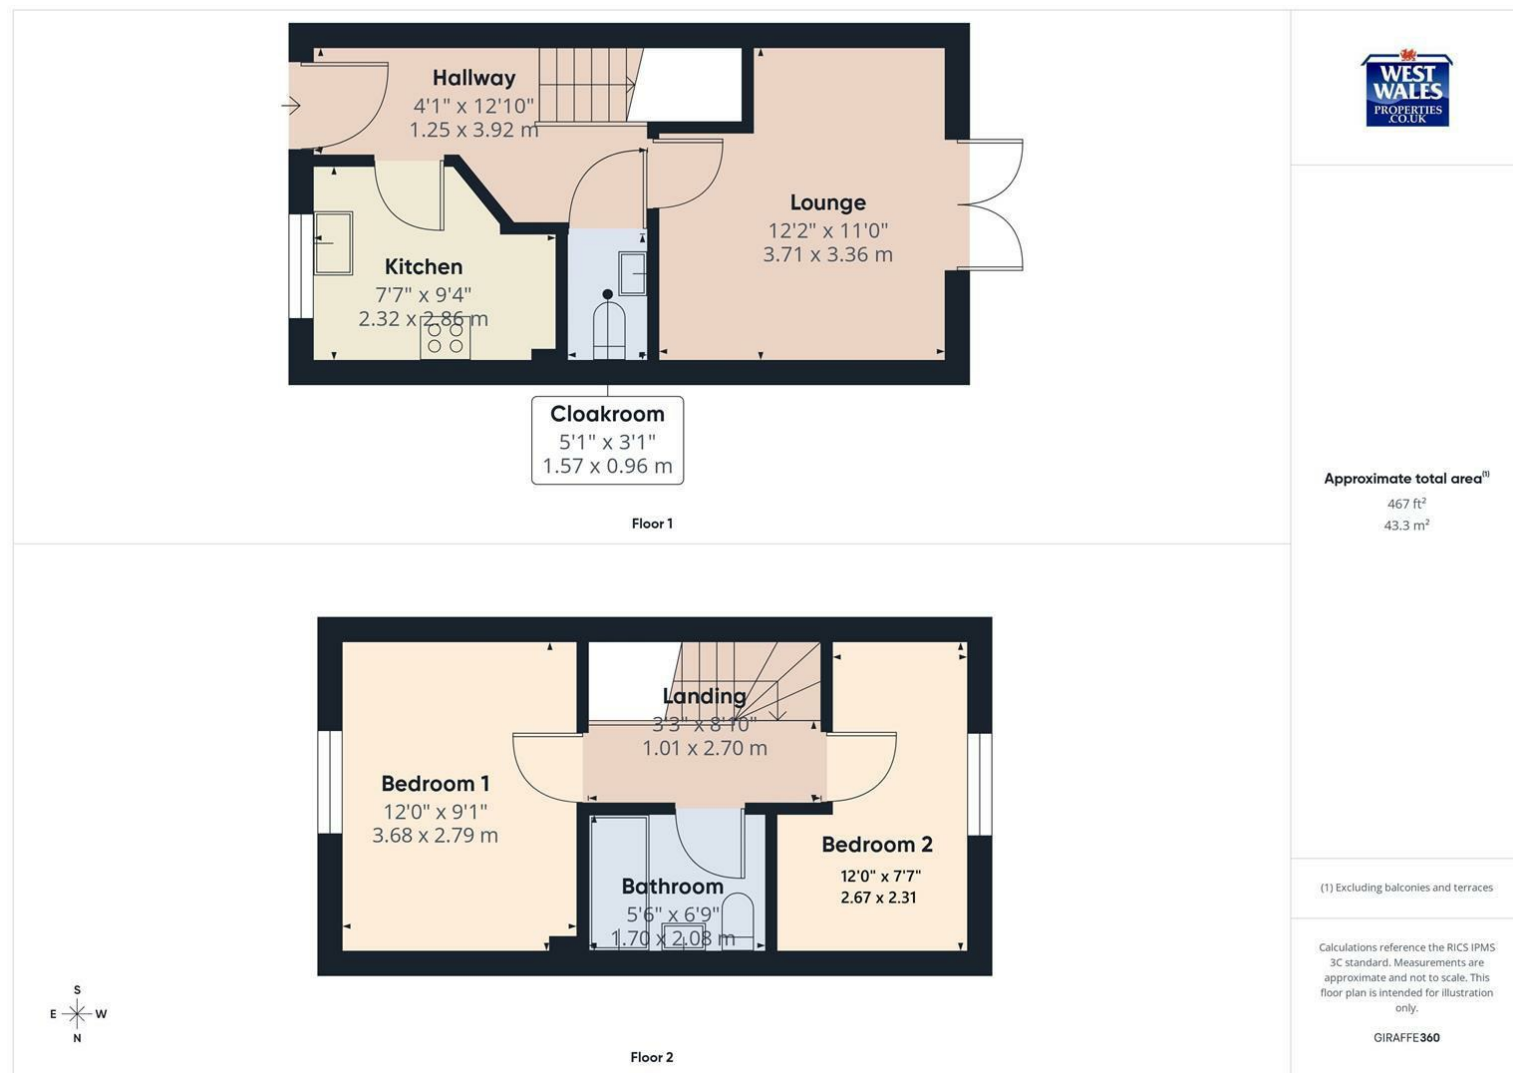 Hallway
4'1" x 12'10"
1.25 x 3.92 m
Lounge
12'2" x 11'0"
3.71 x 3.36 m
Kitchen
7'7" x 9'4"
2.32 x 2.86 m
Cloakroom
5'1" x 3'1"
1.57 x 0.96 m
Floor 1
Landing
3'3" x 8'10"
1.01 x 2.70 m
Bedroom 1
12'0" x 9'1"
3.68 x 2.79 m
Bedroom 2
12'0" x 7'7"
2.67 x 2.31
Bathroom
5'6" x 6'9"
1.70 x 2.08 m
S
E W
N
Floor 2
WEST
WALES
PROPERTIES
.CO.UK
Approximate total area(1)
467 ft²
43.3 m²
(1) Excluding balconies and terraces
Calculations reference the RICS IPMS
3C standard. Measurements are
approximate and not to scale. This
floor plan is intended for illustration
only.
GIRAFFE360